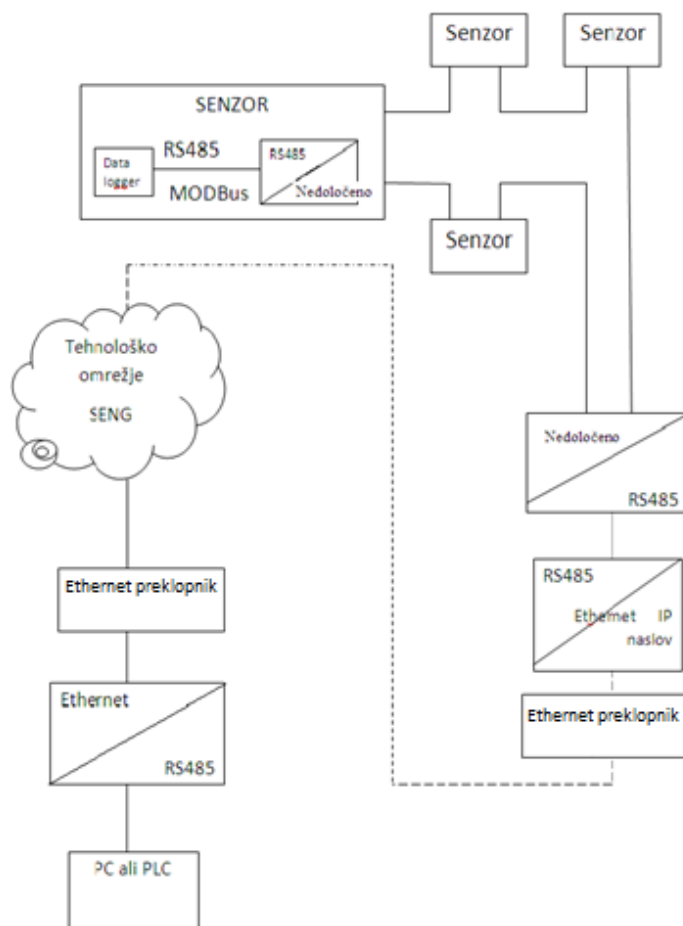 Senzor
Senzor
SENZOR
RS485
Data
logger
MODBus
RS485
Nedoločeno
Senzor
Tehnološko
omrežje
SENG
Nedoločeno
RS485
RS485
Ethernet IP
naslov
Ethernet preklopnik
Ethernet preklopnik
Ethernet
RS485
PC ali PLC